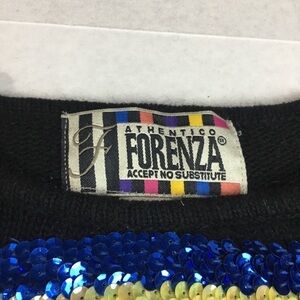 F
ATHENTICO
FORENZA®
ACCEPT NO SUBSTITUTE